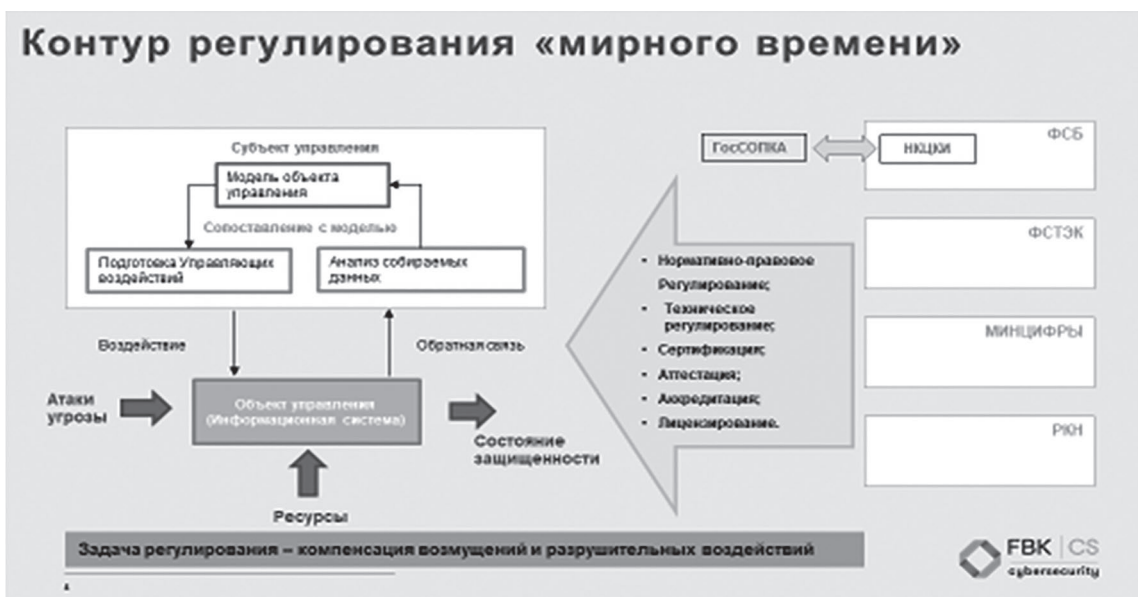 Контур регулирования «мирного времени»
Субъект управления
Модель объекта
управления
Сопоставление с моделью
Подготовка Управляющих
воздействий
Анализ собираемых
данных
Воздействие
Обратная связь
Атаки
угрозы
Объект управления
(Информационная система)
Состояние
защищенности
Ресурсы
ГосСОПКА
НКЦКИ
ФСБ
ФСТЭК
МИНЦИФРЫ
РКН
• Нормативно-правовое
Регулирование;
• Техническое
регулирование;
• Сертификация;
• Аттестация;
• Аккредитация;
• Лицензирование.
Задача регулирования – компенсация возмущений и разрушительных воздействий
FBK | CS
cybersecurity